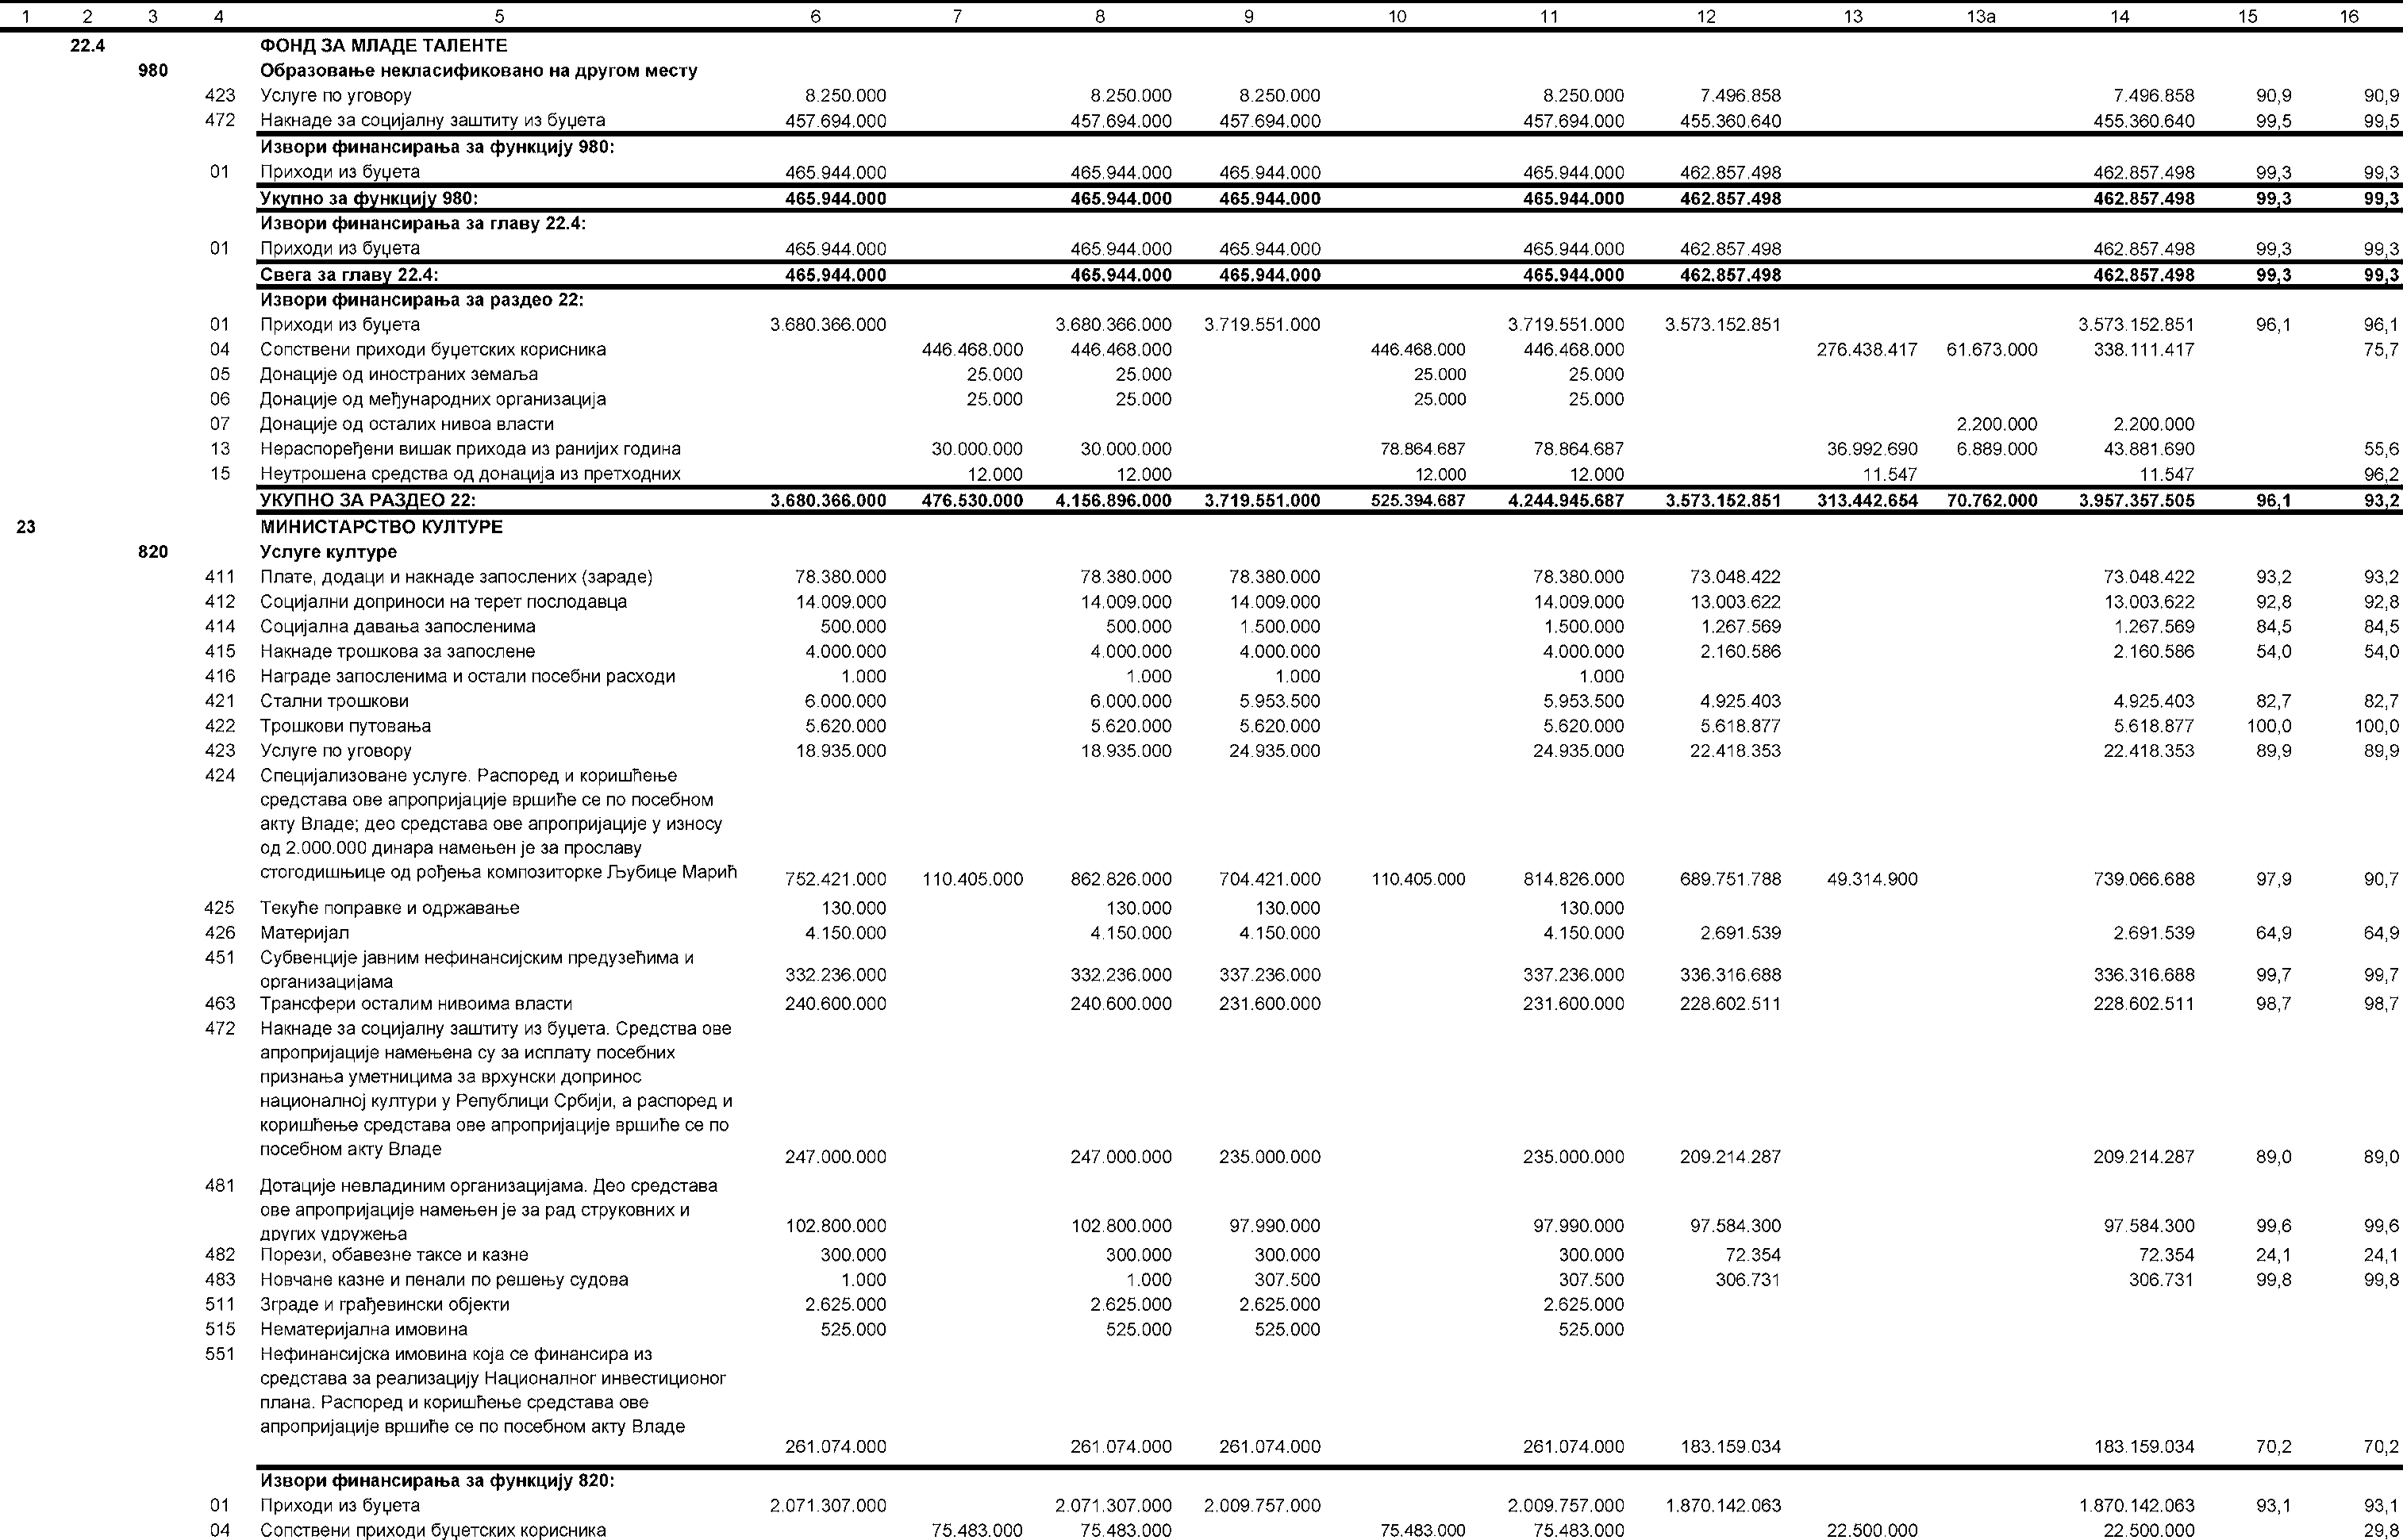 1 2 3 4 5 6 7 8 9 10 11 12 13 13а 14 15 16
22.4 ФОНД ЗА МЛАДЕ ТАЛЕНТЕ
980 Образовање некласификовано на другом месту
423 Услуге по уговору 8.250.000 8.250.000 8.250.000 8.250.000 7.496.858 7.496.858 90,9 90,9
472 Накнаде за социјалну заштиту из буџета 457.694.000 457.694.000 457.694.000 457.694.000 455.360.640 455.360.640 99,5 99,5
Извори финансирања за функцију 980:
01 Приходи из буџета 465.944.000 465.944.000 465.944.000 465.944.000 462.857.498 462.857.498 99,3 99,3
Укупно за функцију 980: 465.944.000 465.944.000 465.944.000 465.944.000 462.857.498 462.857.498 99,3 99,3
Извори финансирања за главу 22.4:
01 Приходи из буџета 465.944.000 465.944.000 465.944.000 465.944.000 462.857.498 462.857.498 99,3 99,3
Свега за главу 22.4: 465.944.000 465.944.000 465.944.000 465.944.000 462.857.498 462.857.498 99,3 99,3
Извори финансирања за раздео 22:
01 Приходи из буџета 3.680.366.000 3.680.366.000 3.719.551.000 3.719.551.000 3.573.152.851 3.573.152.851 96,1 96,1
04 Сопствени приходи буџетских корисника 446.468.000 446.468.000 446.468.000 446.468.000 276.438.417 61.673.000 338.111.417 75,7
05 Донације од иностраних земаља 25.000 25.000 25.000 25.000
06 Донације од међународних организација 25.000 25.000 25.000 25.000
07 Донације од осталих нивоа власти 2.200.000 2.200.000
13 Нераспоређени вишак прихода из ранијих година 30.000.000 30.000.000 78.864.687 78.864.687 36.992.690 6.889.000 43.881.690 55,6
15 Неутрошена средства од донација из претходних 12.000 12.000 12.000 12.000 11.547 11.547 96,2
УКУПНО ЗА РАЗДЕО 22: 3.680.366.000 476.530.000 4.156.896.000 3.719.551.000 525.394.687 4.244.945.687 3.573.152.851 313.442.654 70.762.000 3.957.357.505 96,1 93,2
23 МИНИСТАРСТВО КУЛТУРЕ
820 Услуге културе
411 Плате, додаци и накнаде запослених (зараде) 78.380.000 78.380.000 78.380.000 78.380.000 73.048.422 73.048.422 93,2 93,2
412 Социјални доприноси на терет послодавца 14.009.000 14.009.000 14.009.000 14.009.000 13.003.622 13.003.622 92,8 92,8
414 Социјална давања запосленима 500.000 500.000 1.500.000 1.500.000 1.267.569 1.267.569 84,5 84,5
415 Накнаде трошкова за запослене 4.000.000 4.000.000 4.000.000 4.000.000 2.160.586 2.160.586 54,0 54,0
416 Награде запосленима и остали посебни расходи 1.000 1.000 1.000 1.000
421 Стални трошкови 6.000.000 6.000.000 5.953.500 5.953.500 4.925.403 4.925.403 82,7 82,7
422 Трошкови путовања 5.620.000 5.620.000 5.620.000 5.620.000 5.618.877 5.618.877 100,0 100,0
423 Услуге по уговору 18.935.000 18.935.000 24.935.000 24.935.000 22.418.353 22.418.353 89,9 89,9
424 Специјализоване услуге. Распоред и коришћење
средстава ове апропријације вршиће се по посебном
акту Владе; део средстава ове апропријације у износу
од 2.000.000 динара намењен је за прославу
стогодишњице од рођења композиторке Љубице Марић 752.421.000 110.405.000 862.826.000 704.421.000 110.405.000 814.826.000 689.751.788 49.314.900 739.066.688 97,9 90,7
425 Текуће поправке и одржавање 130.000 130.000 130.000 130.000
426 Материјал 4.150.000 4.150.000 4.150.000 4.150.000 2.691.539 2.691.539 64,9 64,9
451 Субвенције јавним нефинансијским предузећима и
организацијама 332.236.000 332.236.000 337.236.000 337.236.000 336.316.688 336.316.688 99,7 99,7
463 Трансфери осталим нивоима власти 240.600.000 240.600.000 231.600.000 231.600.000 228.602.511 228.602.511 98,7 98,7
472 Накнаде за социјалну заштиту из буџета. Средства ове
апропријације намењена су за исплату посебних
признања уметницима за врхунски допринос
националној култури у Републици Србији, а распоред и
коришћење средстава ове апропријације вршиће се по
посебном акту Владе 247.000.000 247.000.000 235.000.000 235.000.000 209.214.287 209.214.287 89,0 89,0
481 Дотације невладиним организацијама. Део средстава
ове апропријације намењен је за рад струковних и
других удружења 102.800.000 102.800.000 97.990.000 97.990.000 97.584.300 97.584.300 99,6 99,6
482 Порези, обавезне таксе и казне 300.000 300.000 300.000 300.000 72.354 72.354 24,1 24,1
483 Новчане казне и пенали по решењу судова 1.000 1.000 307.500 307.500 306.731 306.731 99,8 99,8
511 Зграде и грађевински објекти 2.625.000 2.625.000 2.625.000 2.625.000
515 Нематеријална имовина 525.000 525.000 525.000 525.000
551 Нефинансијска имовина која се финансира из
средстава за реализацију Националног инвестиционог
плана. Распоред и коришћење средстава ове
апропријације вршиће се по посебном акту Владе
261.074.000 261.074.000 261.074.000 261.074.000 183.159.034 183.159.034 70,2 70,2
Извори финансирања за функцију 820:
01 Приходи из буџета 2.071.307.000 2.071.307.000 2.009.757.000 2.009.757.000 1.870.142.063 1.870.142.063 93,1 93,1
04 Сопствени приходи буџетских корисника 75.483.000 75.483.000 75.483.000 75.483.000 22.500.000 22.500.000 29,8